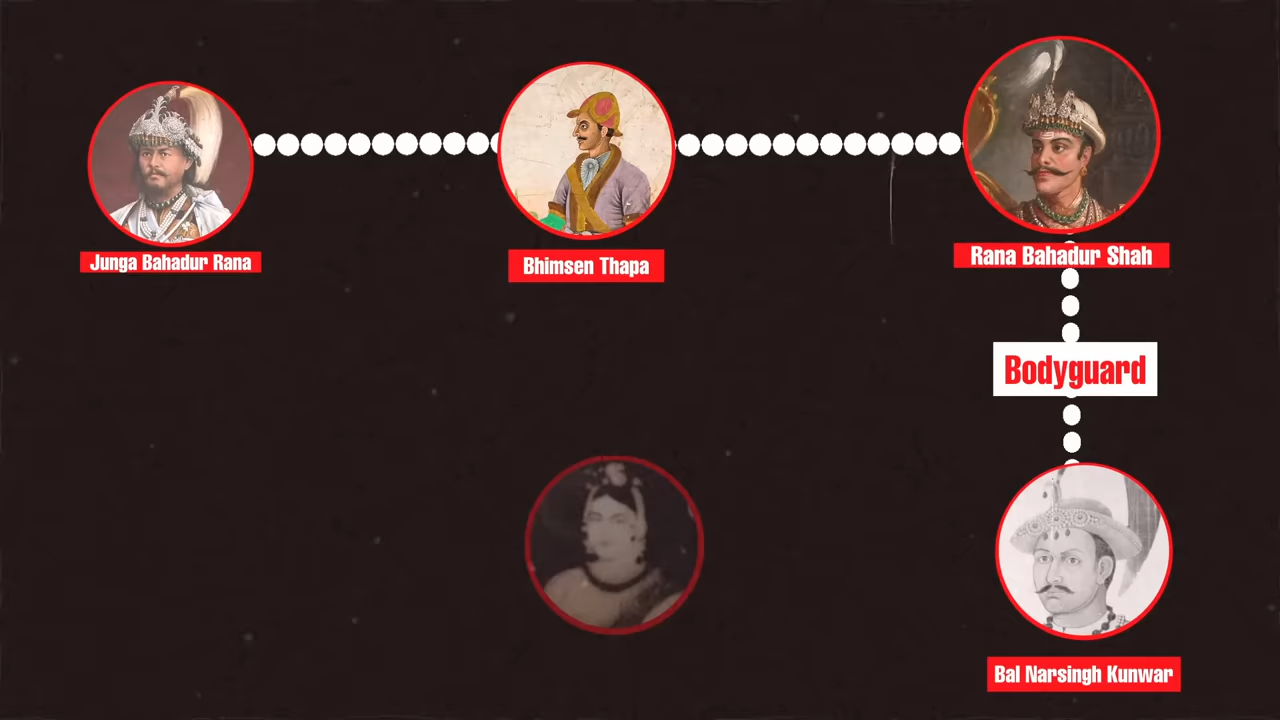 Junga Bahadur Rana
Bhimsen Thapa
Rana Bahadur Shah
Bodyguard
Bal Narsingh Kunwar